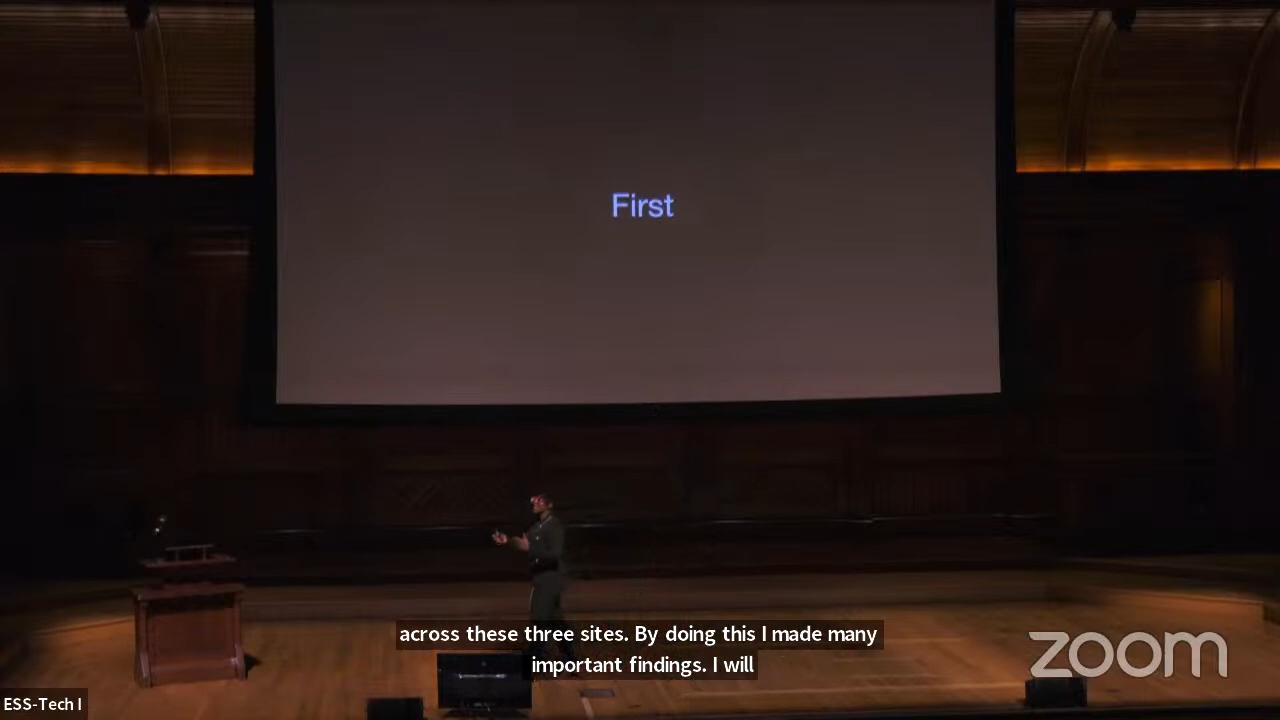 First
across these three sites. By doing this I made many
important findings. I will
zoom
ESS-Tech I